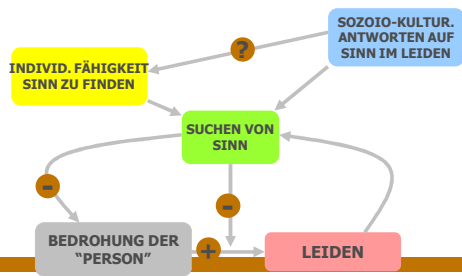 SOZOIO-KULTUR.
ANTWORTEN AUF
SINN IM LEIDEN
?
INDIVID. FÄHIGKEIT
SINN ZU FINDEN
SUCHEN VON
SINN
-
-
BEDROHUNG DER
“PERSON”
+
LEIDEN